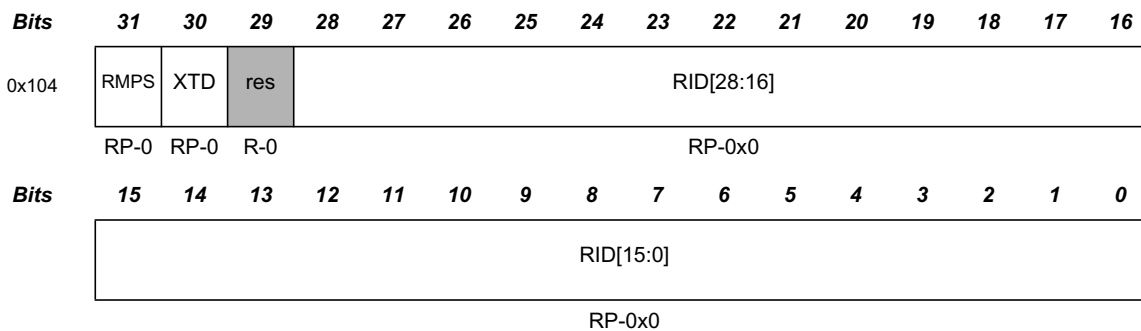 Bits 31 30 29 28 27 26 25 24 23 22 21 20 19 18 17 16
0x104 RMPS XTD res RID[28:16]
RP-0 RP-0 R-0 RP-0x0
Bits 15 14 13 12 11 10 9 8 7 6 5 4 3 2 1 0
RID[15:0]
RP-0x0